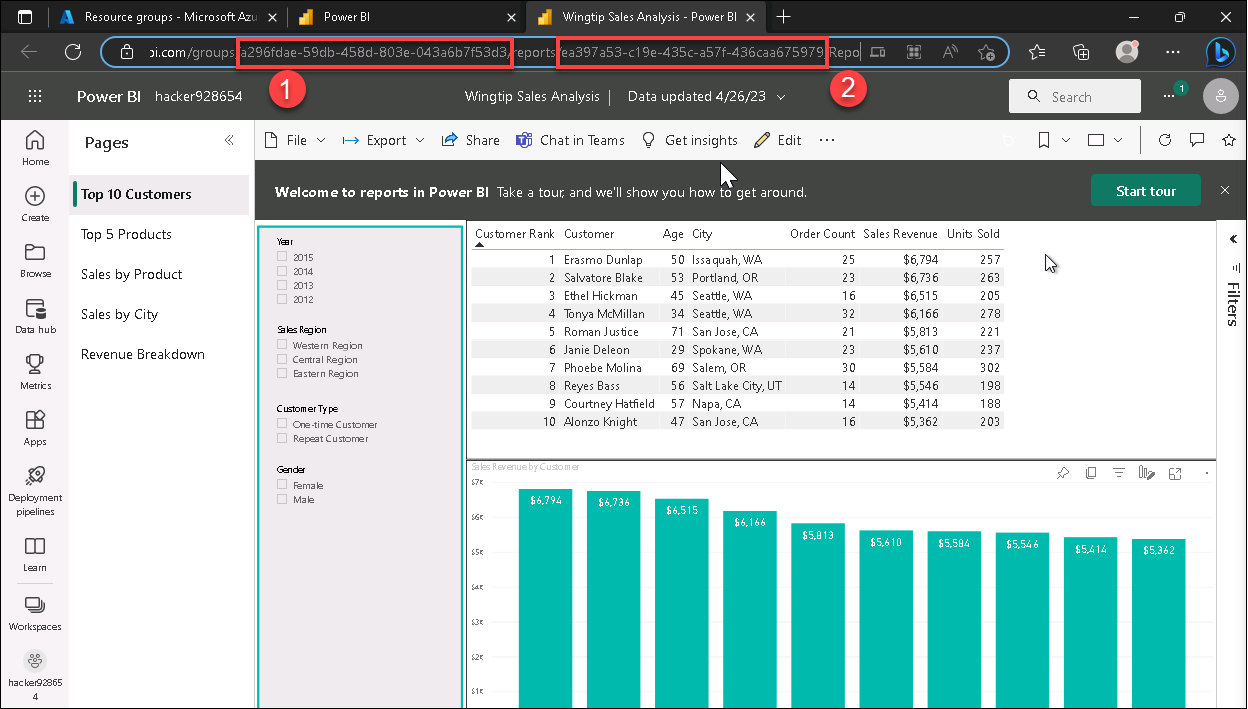 Resource groups - Microsoft Azu
Power BI
Wingtip Sales Analysis - Power BI
bi.com/groups/a296fdae-59db-458d-803e-043a6b7f53d3/reports/ea397a53-c19e-435c-a57f-436caa675979/Repo
1
2
Power BI hacker928654
Wingtip Sales Analysis | Data updated 4/26/23
Search
1
Home
Create
Browse
Data hub
Metrics
Apps
Deployment
pipelines
Learn
Workspaces
hacker92865
4
Pages
Top 10 Customers
Top 5 Products
Sales by Product
Sales by City
Revenue Breakdown
File Export Share Chat in Teams Get insights Edit
Welcome to reports in Power BI Take a tour, and we'll show you how to get around.
Start tour
Year
2015
2014
2013
2012
Sales Region
Western Region
Central Region
Eastern Region
Customer Type
One-time Customer
Repeat Customer
Gender
Female
Male
Customer Rank Customer Age City Order Count Sales Revenue Units Sold
1 Erasmo Dunlap 50 Issaquah, WA 25 $6,794 257
2 Salvatore Blake 53 Portland, OR 23 $6,736 263
3 Ethel Hickman 45 Seattle, WA 16 $6,515 205
4 Tonya McMillan 34 Seattle, WA 32 $6,166 278
5 Roman Justice 71 San Jose, CA 21 $5,813 221
6 Janie Deleon 29 Spokane, WA 23 $5,610 237
7 Phoebe Molina 69 Salem, OR 30 $5,584 302
8 Reyes Bass 56 Salt Lake City, UT 14 $5,546 198
9 Courtney Hatfield 57 Napa, CA 14 $5,414 188
10 Alonzo Knight 47 San Jose, CA 16 $5,362 203
Filters
Sales Revenue by Customer
$7K
$6K
$5K
$4K
$3K
$2K
$1K
$6,794
$6,736
$6,515
$6,166
$5,813
$5,610
$5,584
$5,546
$5,414
$5,362